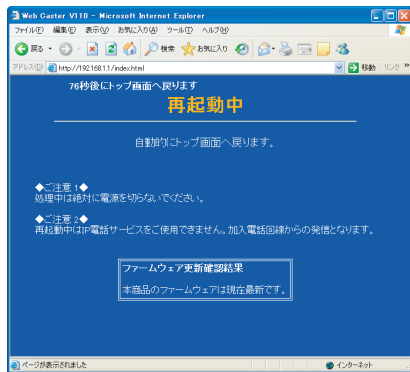 Web Caster V110 - Microsoft Internet Explorer
ファイル(F) 編集(E) 表示(V) お気に入り(A) ツール(T) ヘルプ(H)
戻る 検索 お気に入り
アドレス(D) http://192.168.1.1/index.html 移動 リンク »
76秒後にトップ画面へ戻ります
再起動中
自動的にトップ画面へ戻ります。
◆ご注意 1◆
処理中は絶対に電源を切らないでください。
◆ご注意 2◆
再起動中はIP電話サービスをご使用できません。加入電話回線からの発信となります。
ファームウェア更新確認結果
本商品のファームウェアは現在最新です。
ページが表示されました インターネット